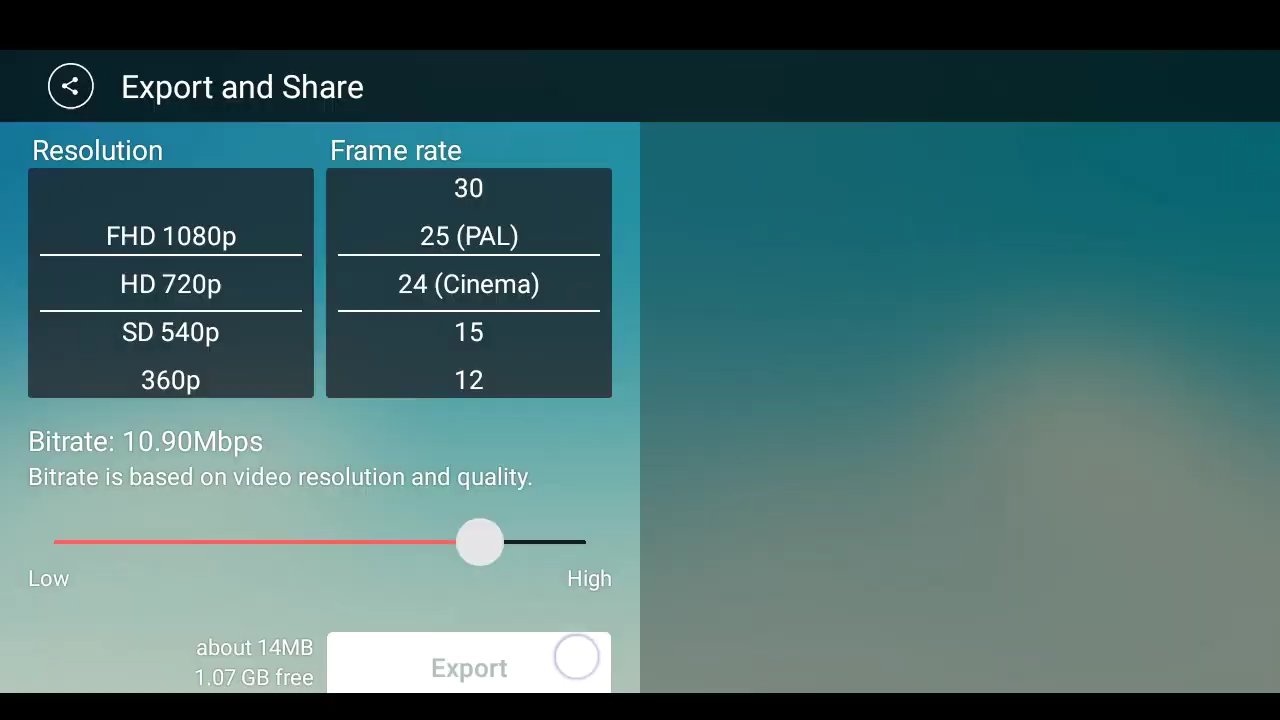 Export and Share
Resolution
FHD 1080p
HD 720p
SD 540p
360p
Frame rate
30
25 (PAL)
24 (Cinema)
15
12
Bitrate: 10.90Mbps
Bitrate is based on video resolution and quality.
Low
High
about 14MB
1.07 GB free
Export